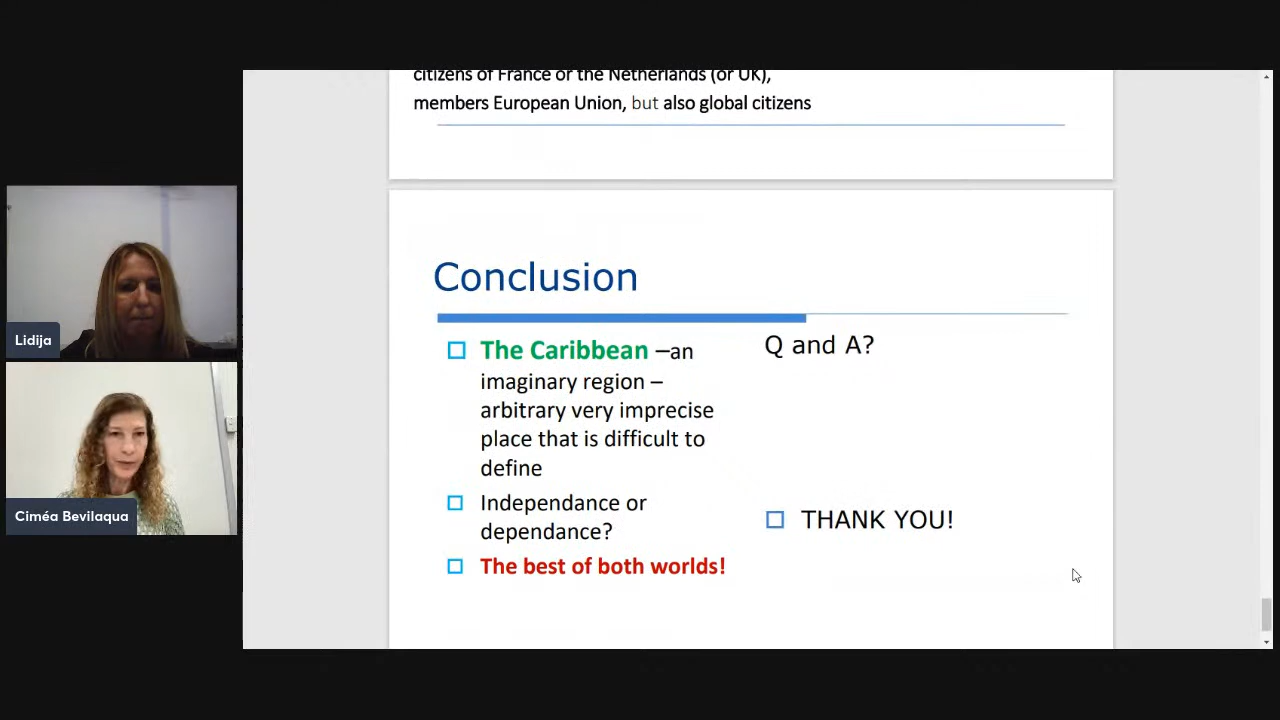 citizens of France or the Netherlands (or UK),
members European Union, but also global citizens
Conclusion
The Caribbean –an
imaginary region –
arbitrary very imprecise
place that is difficult to
define
Independance or
dependance?
The best of both worlds!
Q and A?
THANK YOU!
Lidija
Ciméa Bevilaqua